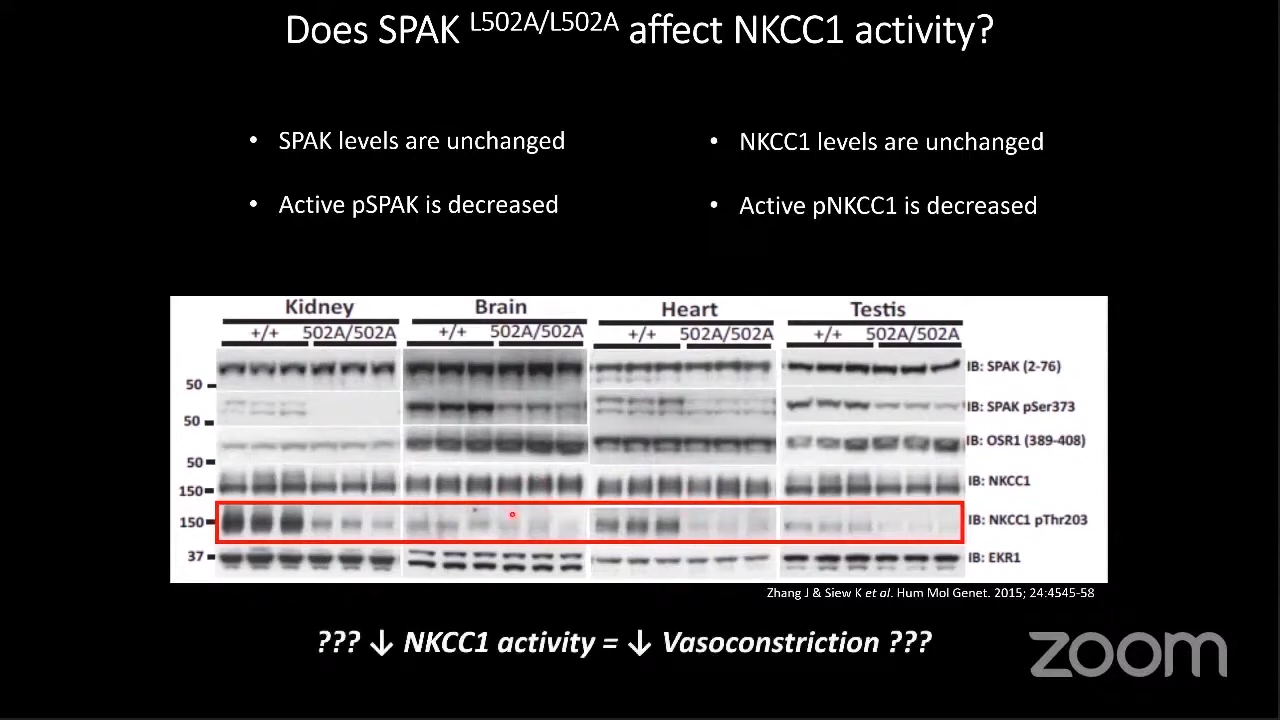 Does SPAK L502A/L502A affect NKCC1 activity?
• SPAK levels are unchanged
• Active pSPAK is decreased
• NKCC1 levels are unchanged
• Active pNKCC1 is decreased
Kidney Brain Heart Testis
+/+ 502A/502A +/+ 502A/502A +/+ 502A/502A +/+ 502A/502A
IB: SPAK (2-76)
50
IB: SPAK pSer373
50
IB: OSR1 (389-408)
50
IB: NKCC1
150
150 IB: NKCC1 pThr203
37 IB: EKR1
Zhang J & Siew K et al. Hum Mol Genet. 2015; 24:4545-58
??? ↓ NKCC1 activity = ↓ Vasoconstriction ???
zoom